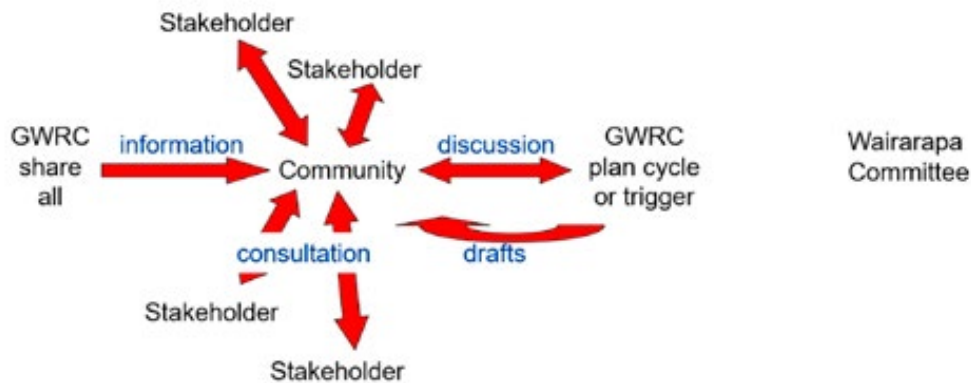 Stakeholder
Stakeholder
GWRC
share
all
information
Community
discussion
GWRC
plan cycle
or trigger
Wairarapa
Committee
consultation
drafts
Stakeholder
Stakeholder